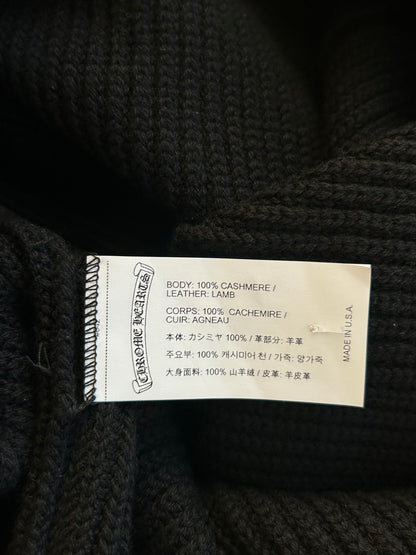 CHROME HEARTS
BODY: 100% CASHMERE /
LEATHER: LAMB
CORPS: 100% CACHEMIRE /
CUIR: AGNEAU
本体: カシミヤ 100% / 革部分: 羊革
주요부: 100% 캐시미어 천 / 가죽: 양가죽
大身面料: 100% 山羊绒 / 皮革: 羊皮革
MADE IN U.S.A.